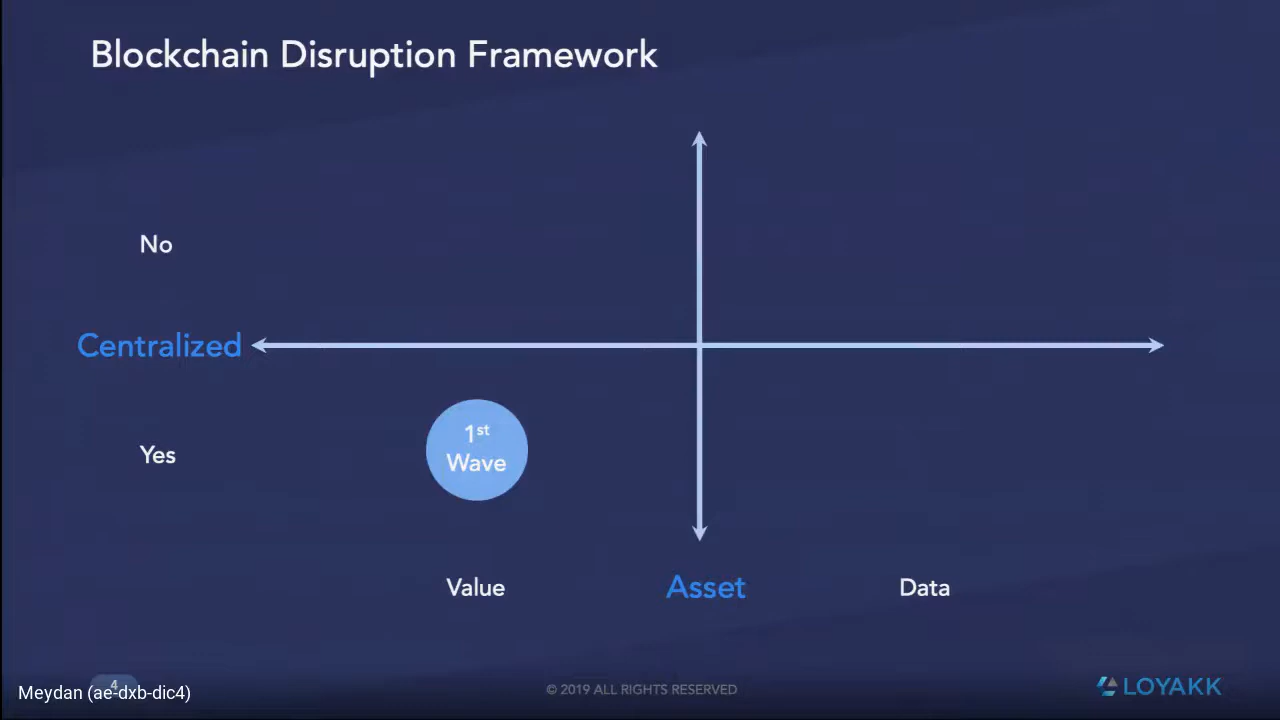 Blockchain Disruption Framework
No
Centralized
1st
Wave
Yes
Value
Asset
Data
4
Meydan (ae-dxb-dic4)
© 2019 ALL RIGHTS RESERVED
LOYAKK